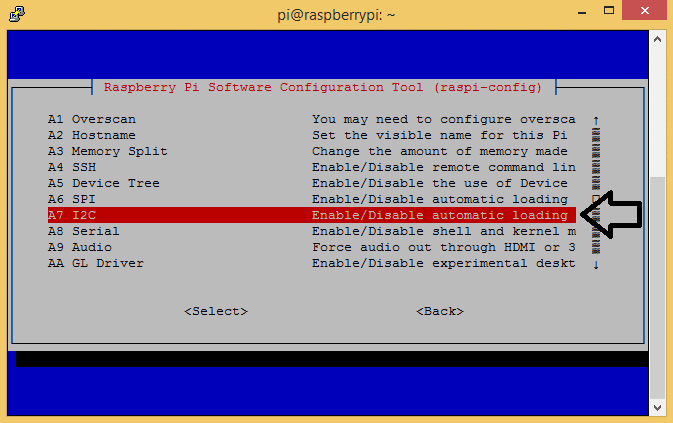 pi@raspberrypi: ~
Raspberry Pi Software Configuration Tool (raspi-config)
A1 Overscan You may need to configure oversca
A2 Hostname Set the visible name for this Pi
A3 Memory Split Change the amount of memory made
A4 SSH Enable/Disable remote command lin
A5 Device Tree Enable/Disable the use of Device
A6 SPI Enable/Disable automatic loading
A7 I2C Enable/Disable automatic loading
A8 Serial Enable/Disable shell and kernel m
A9 Audio Force audio out through HDMI or 3
AA GL Driver Enable/Disable experimental deskt
<Select> <Back>